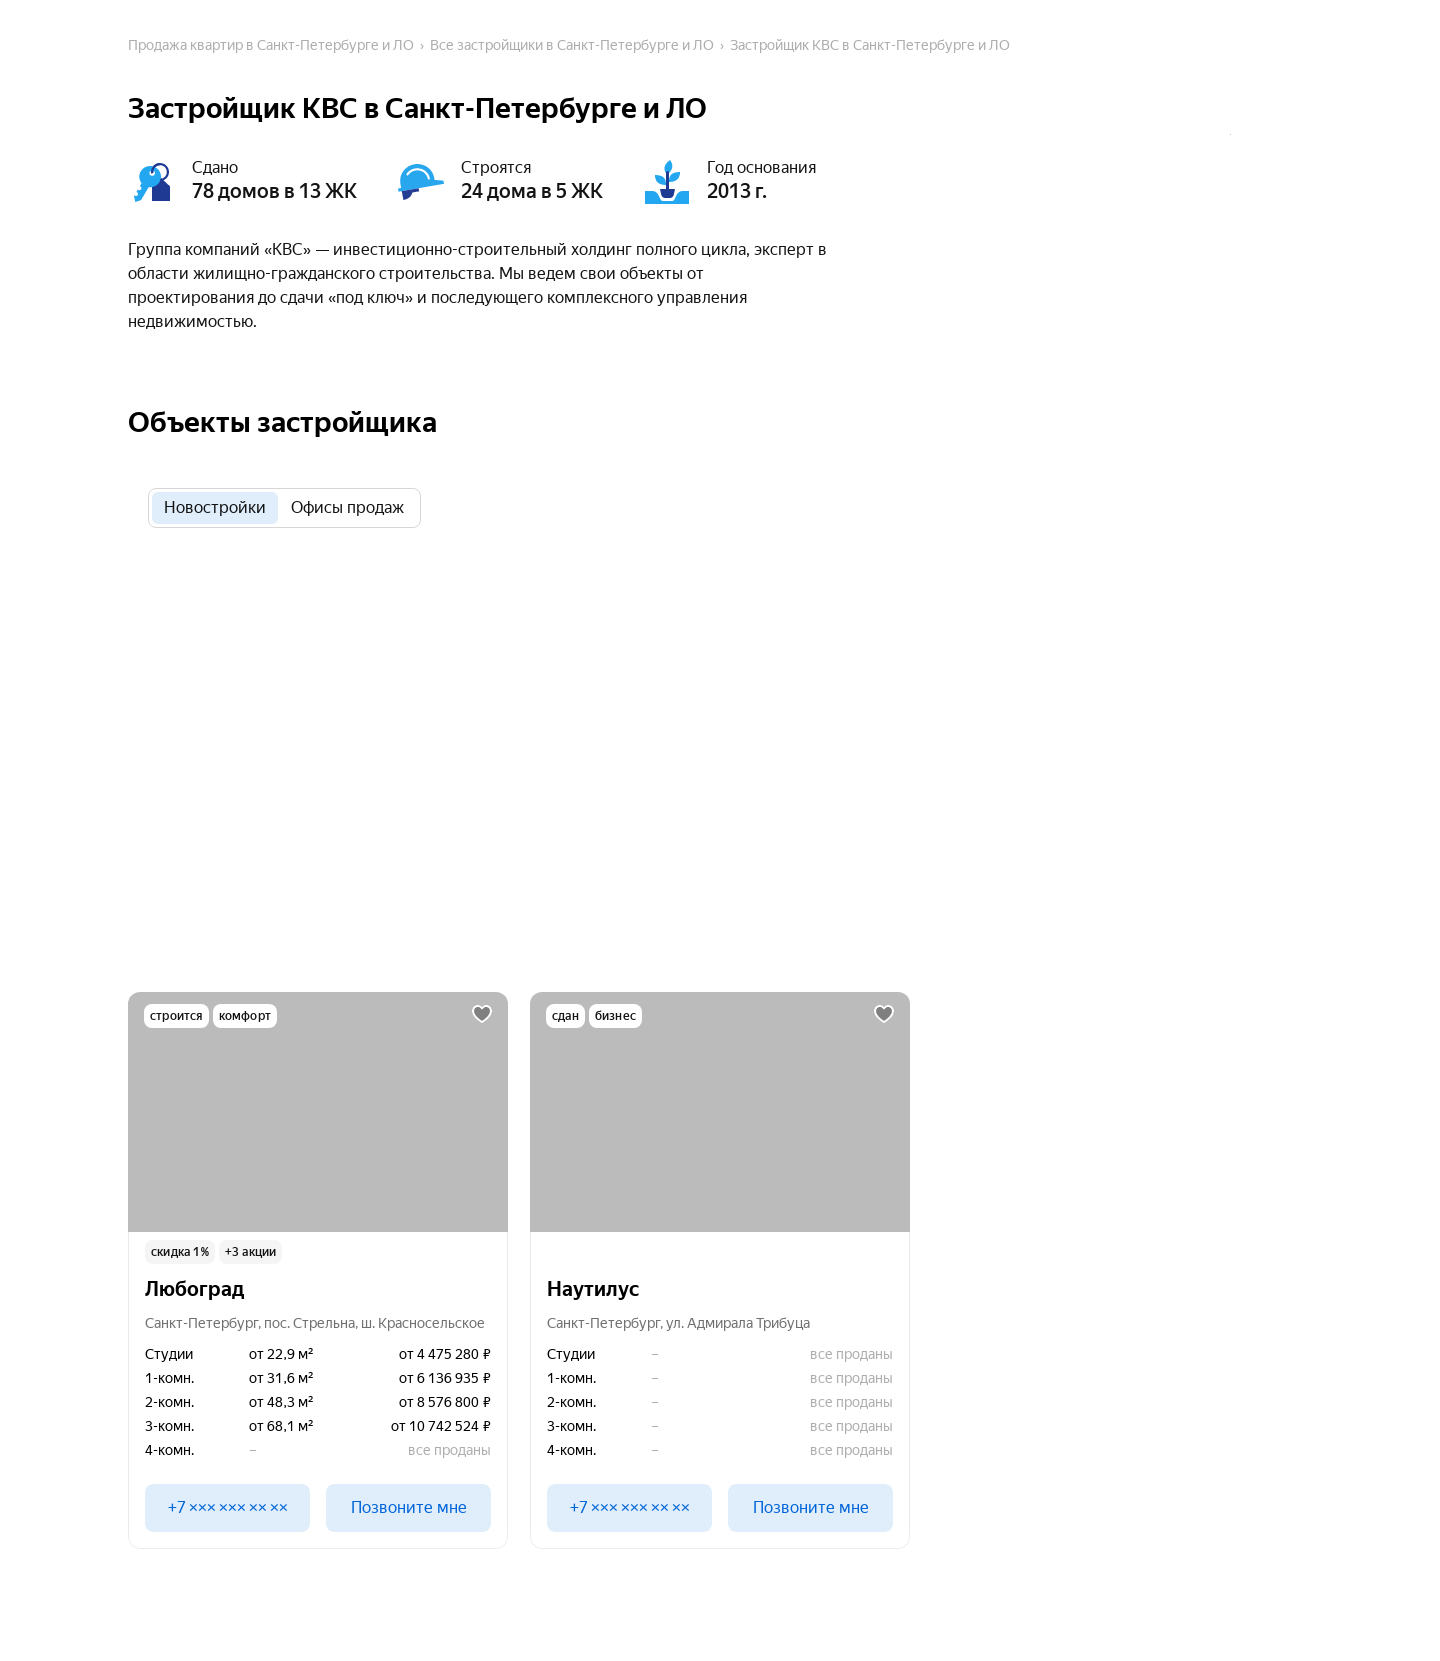 Продажа квартир в Санкт-Петербурге и ЛО › Все застройщики в Санкт-Петербурге и ЛО › Застройщик КВС в Санкт-Петербурге и ЛО
Застройщик КВС в Санкт-Петербурге и ЛО
Сдано
78 домов в 13 ЖК
Строятся
24 дома в 5 ЖК
Год основания
2013 г.
Группа компаний «КВС» — инвестиционно-строительный холдинг полного цикла, эксперт в
области жилищно-гражданского строительства. Мы ведем свои объекты от
проектирования до сдачи «под ключ» и последующего комплексного управления
недвижимостью.
Объекты застройщика
Новостройки Офисы продаж
строится комфорт
скидка 1% +3 акции
Любоград
Санкт-Петербург, пос. Стрельна, ш. Красносельское
Студии от 22,9 м² от 4 475 280 ₽
1-комн. от 31,6 м² от 6 136 935 ₽
2-комн. от 48,3 м² от 8 576 800 ₽
3-комн. от 68,1 м² от 10 742 524 ₽
4-комн. – все проданы
+7 ××× ××× ×× ×× Позвоните мне
сдан бизнес
Наутилус
Санкт-Петербург, ул. Адмирала Трибуца
Студии – все проданы
1-комн. – все проданы
2-комн. – все проданы
3-комн. – все проданы
4-комн. – все проданы
+7 ××× ××× ×× ×× Позвоните мне